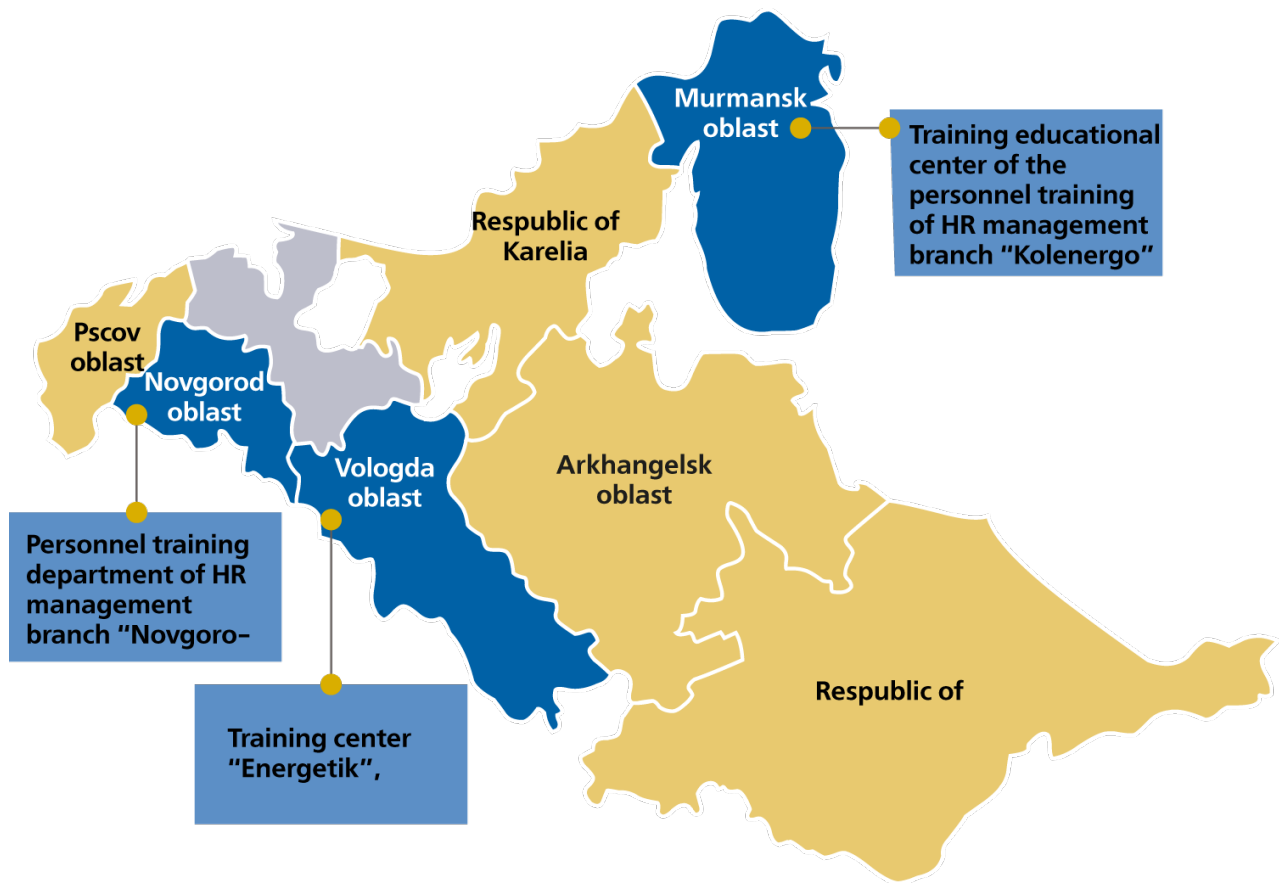 Murmansk
oblast
Training educational
center of the
personnel training
of HR management
branch “Kolenergo”
Respublic of
Karelia
Pscov
oblast
Novgorod
oblast
Vologda
oblast
Arkhangelsk
oblast
Personnel training
department of HR
management
branch “Novgoro–
Respublic of
Training center
“Energetik”,